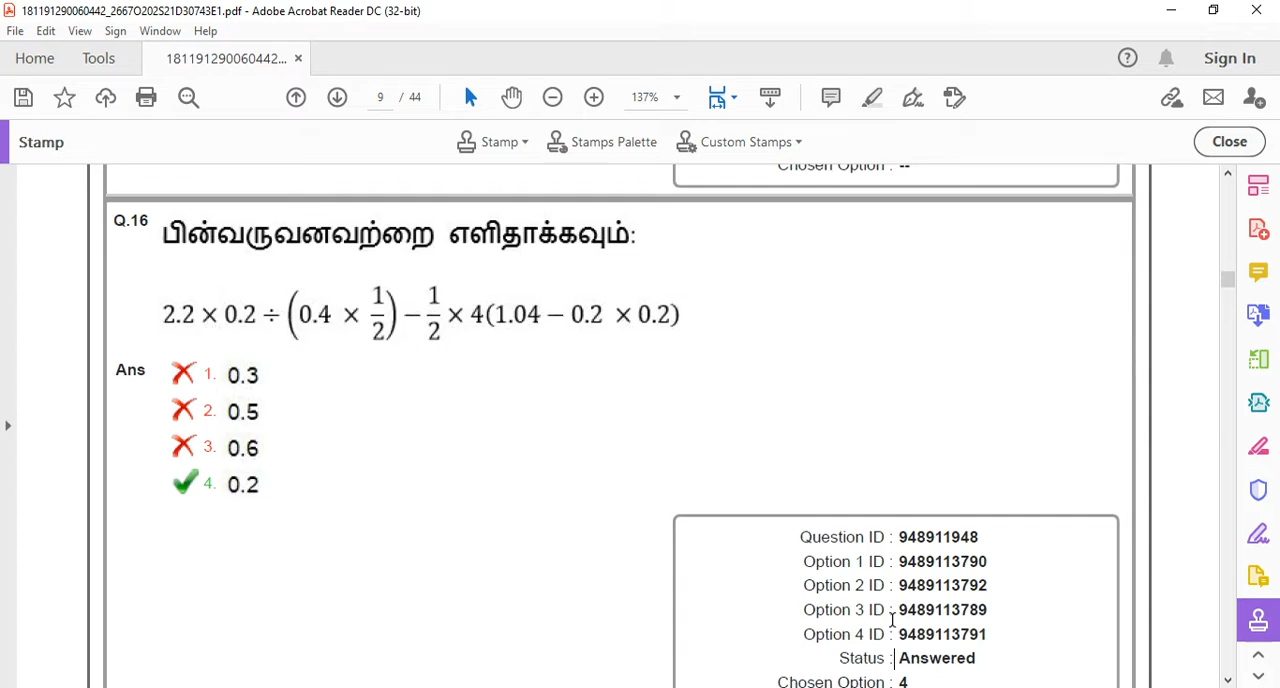 181191290060442_2667O202S21D30743E1.pdf - Adobe Acrobat Reader DC (32-bit)
File Edit View Sign Window Help
Home Tools 181191290060442... × Sign In
9 / 44 137%
Stamp Stamp Stamps Palette Custom Stamps Close
Chosen Option : --
Q.16 பின்வருவனவற்றை எளிதாக்கவும்:
2.2 × 0.2 ÷ (0.4 × 1/2) − 1/2 × 4(1.04 − 0.2 × 0.2)
Ans 1. 0.3
2. 0.5
3. 0.6
4. 0.2
Question ID : 948911948
Option 1 ID : 9489113790
Option 2 ID : 9489113792
Option 3 ID : 9489113789
Option 4 ID : 9489113791
Status : Answered
Chosen Option : 4